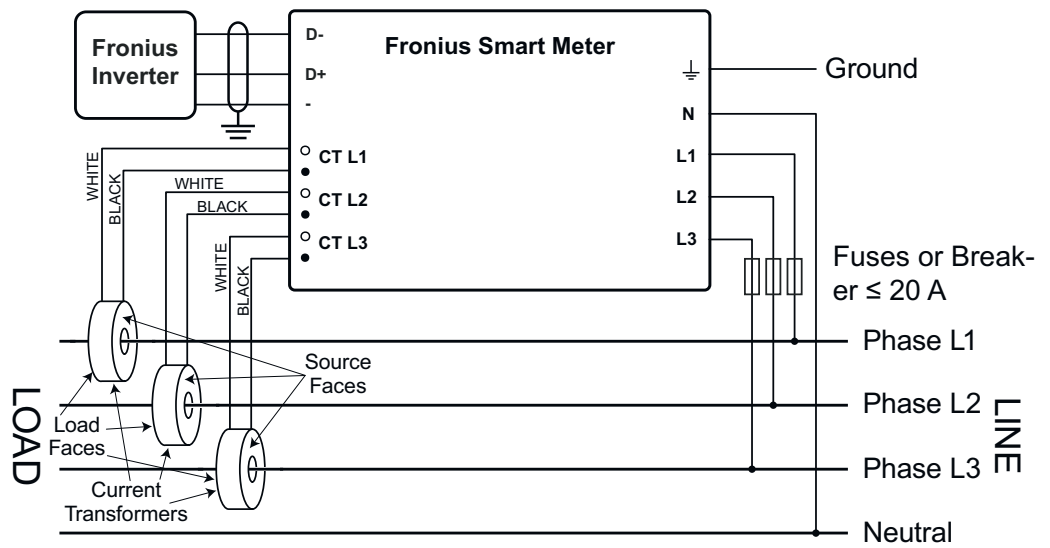 Fronius
Inverter
D-
D+
-
Fronius Smart Meter
Ground
N
L1
L2
L3
CT L1
CT L2
CT L3
WHITE
BLACK
WHITE
BLACK
WHITE
BLACK
Fuses or Break-
er ≤ 20 A
Phase L1
Phase L2
Phase L3
Neutral
Source
Faces
LOAD
Load
Faces
Current
Transformers
LINE